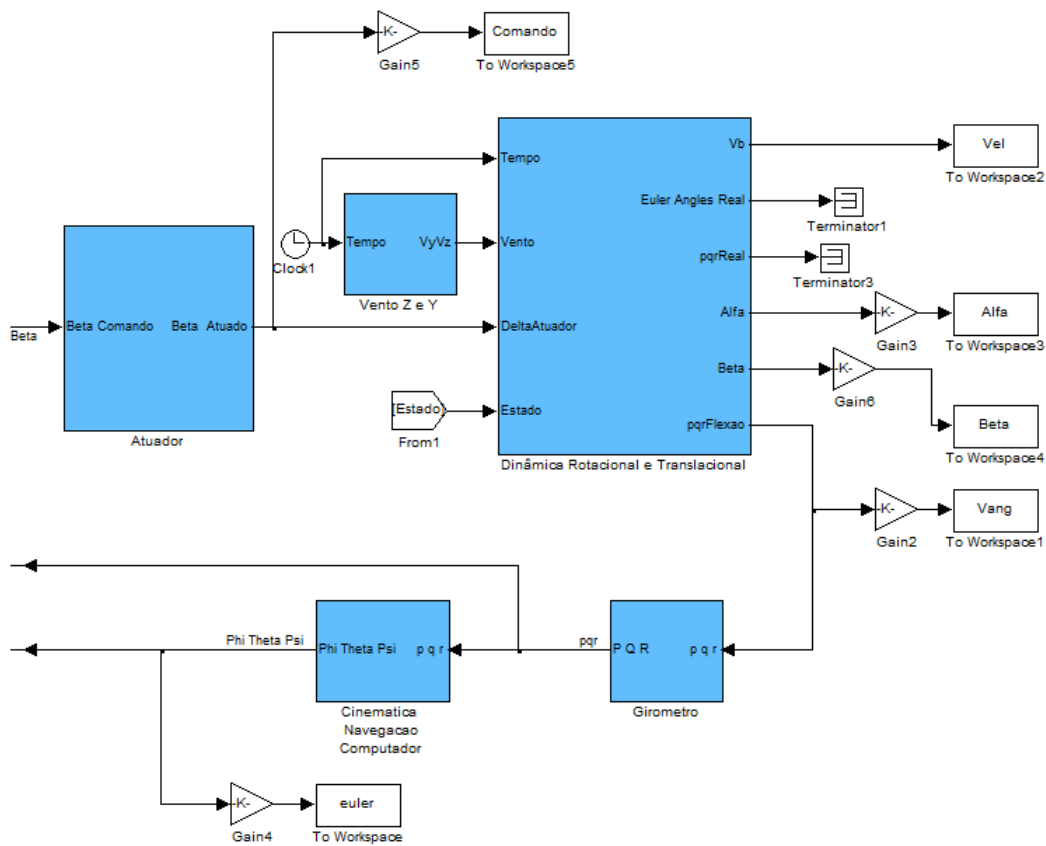 -K-
Gain5
Comando
To Workspace5
Tempo
Vento
DeltaAtuador
Estado
Vb
Euler Angles Real
pqrReal
Alfa
Beta
pqrFlexao
Dinâmica Rotacional e Translacional
Vel
To Workspace2
Terminator1
Terminator3
-K-
Gain3
Alfa
To Workspace3
-K-
Gain6
Beta
To Workspace4
-K-
Gain2
Vang
To Workspace1
Clock1
Tempo
VyVz
Vento Z e Y
Beta
Beta Comando
Beta Atuado
Atuador
[Estado]
From1
Phi Theta Psi
Phi Theta Psi
p q r
Cinematica
Navegacao
Computador
pqr
P Q R
p q r
Girometro
-K-
Gain4
euler
To Workspace